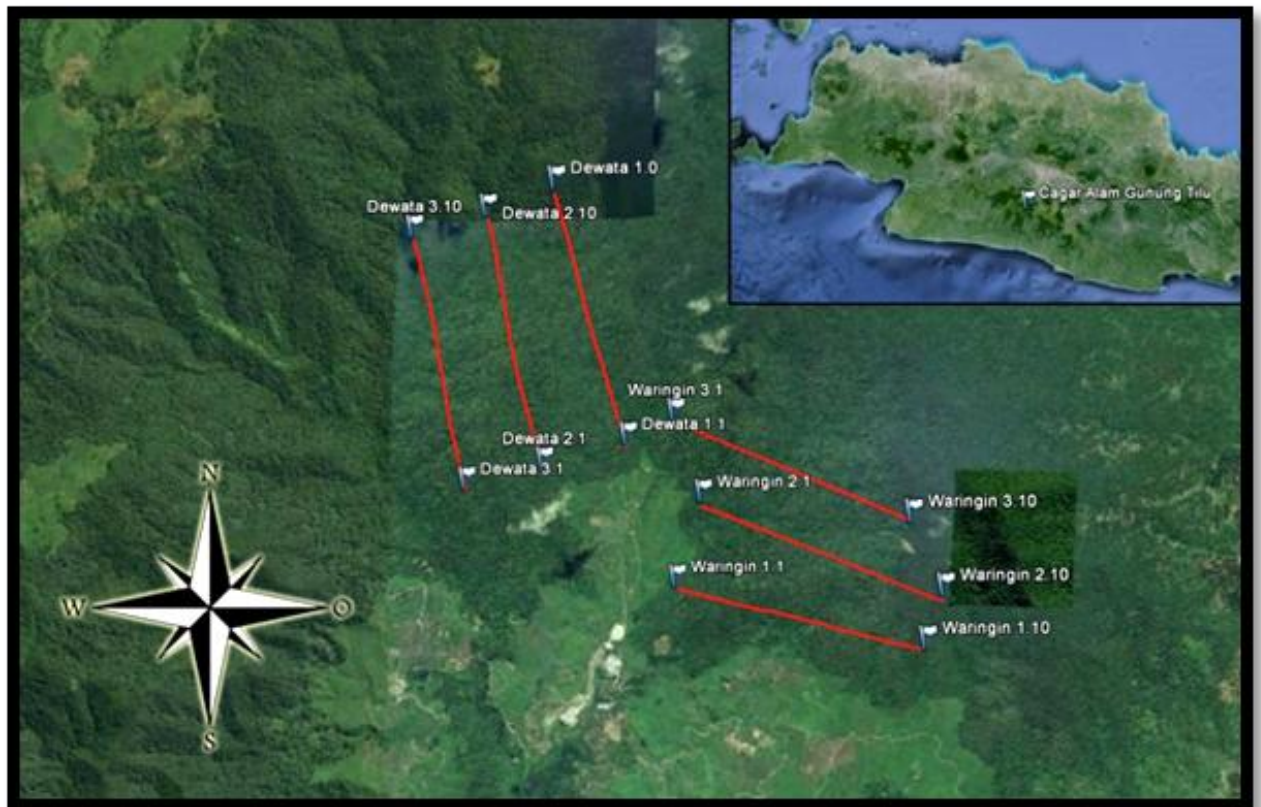 Dewata 1.0
Dewata 3.10
Dewata 2.10
Cagar Alam Gunung Tilu
Waringin 3.1
Dewata 1.1
Dewata 2.1
Dewata 3.1
Waringin 2.1
Waringin 3.10
Waringin 1.1
Waringin 2.10
Waringin 1.10
N
W
O
S